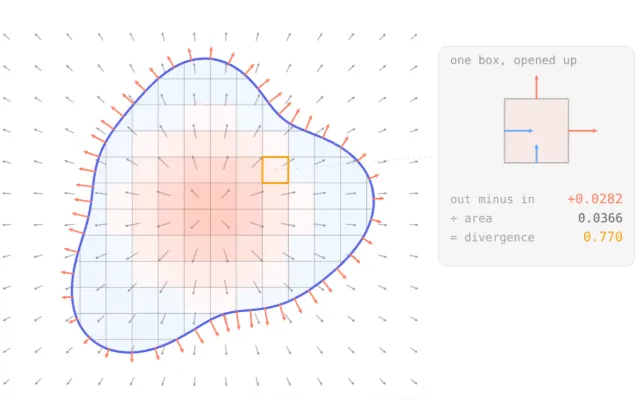 one box, opened up
out minus in +0.0282
÷ area 0.0366
= divergence 0.770